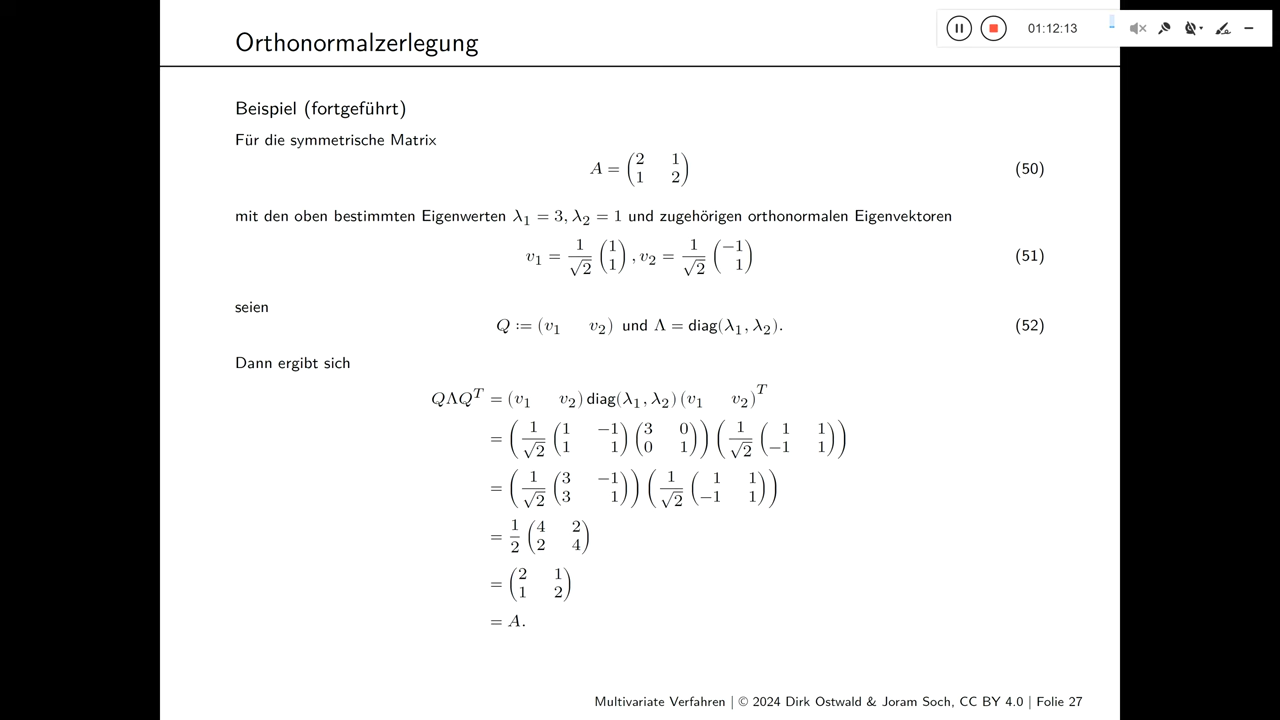 01:12:13
Orthonormalzerlegung
Beispiel (fortgeführt)
Für die symmetrische Matrix
A = (2 1; 1 2) (50)
mit den oben bestimmten Eigenwerten λ₁ = 3, λ₂ = 1 und zugehörigen orthonormalen Eigenvektoren
v₁ = 1/√2 (1; 1), v₂ = 1/√2 (−1; 1) (51)
seien
Q := (v₁ v₂) und Λ = diag(λ₁, λ₂). (52)
Dann ergibt sich
QΛQᵀ = (v₁ v₂) diag(λ₁, λ₂) (v₁ v₂)ᵀ
= (1/√2 (1 −1; 1 1) (3 0; 0 1)) (1/√2 (1 1; −1 1))
= (1/√2 (3 −1; 3 1)) (1/√2 (1 1; −1 1))
= 1/2 (4 2; 2 4)
= (2 1; 1 2)
= A.
Multivariate Verfahren | © 2024 Dirk Ostwald & Joram Soch, CC BY 4.0 | Folie 27